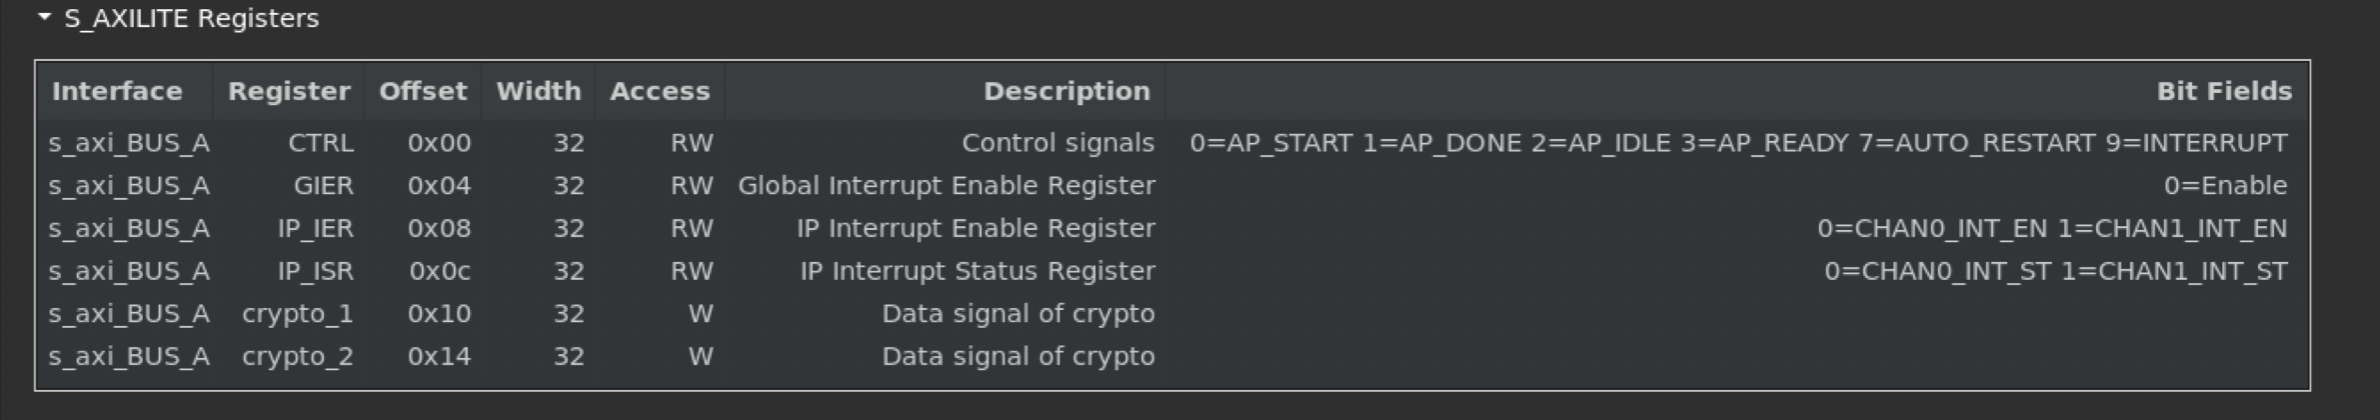 S_AXILITE Registers
Interface Register Offset Width Access Description Bit Fields
s_axi_BUS_A CTRL 0x00 32 RW Control signals 0=AP_START 1=AP_DONE 2=AP_IDLE 3=AP_READY 7=AUTO_RESTART 9=INTERRUPT
s_axi_BUS_A GIER 0x04 32 RW Global Interrupt Enable Register 0=Enable
s_axi_BUS_A IP_IER 0x08 32 RW IP Interrupt Enable Register 0=CHAN0_INT_EN 1=CHAN1_INT_EN
s_axi_BUS_A IP_ISR 0x0c 32 RW IP Interrupt Status Register 0=CHAN0_INT_ST 1=CHAN1_INT_ST
s_axi_BUS_A crypto_1 0x10 32 W Data signal of crypto
s_axi_BUS_A crypto_2 0x14 32 W Data signal of crypto